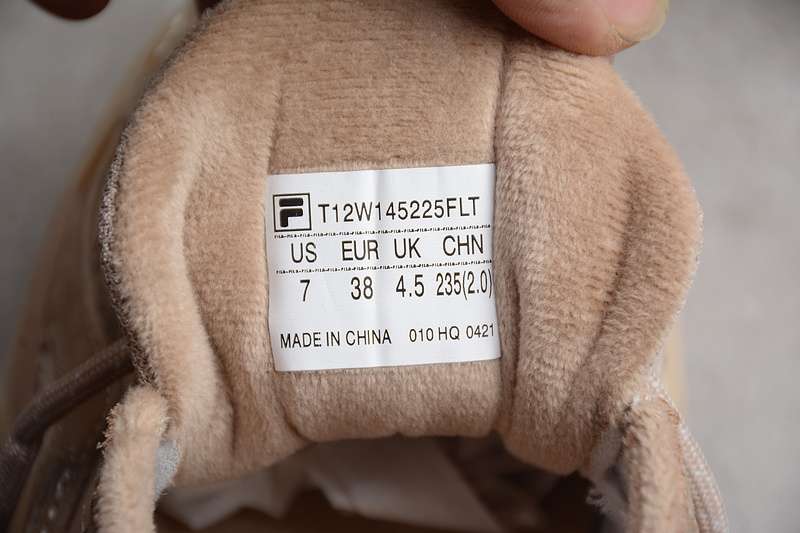 F T12W145225FLT
US EUR UK CHN
7 38 4.5 235(2.0)
MADE IN CHINA 010 HQ 0421